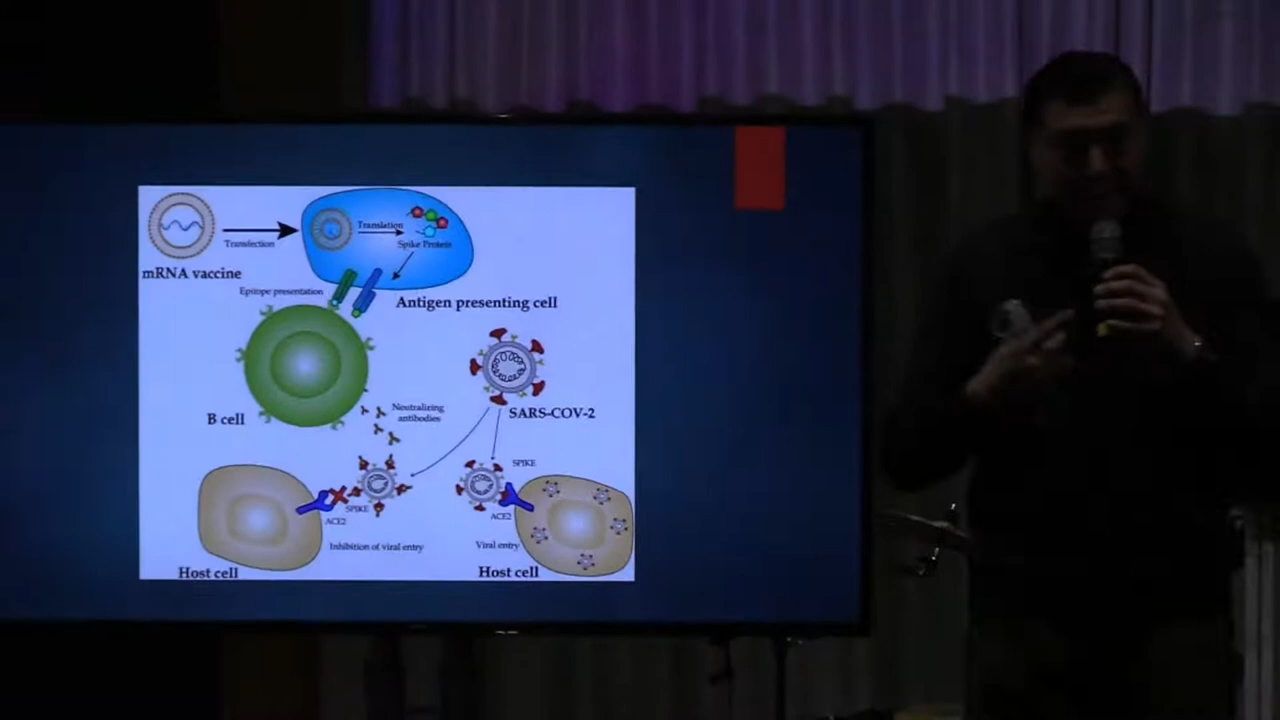 Translation
Spike Protein
Transfection
mRNA vaccine
Epitope presentation
Antigen presenting cell
B cell
Neutralizing
antibodies
SARS-COV-2
SPIKE
SPIKE
ACE2
ACE2
Inhibition of viral entry
Viral entry
Host cell
Host cell